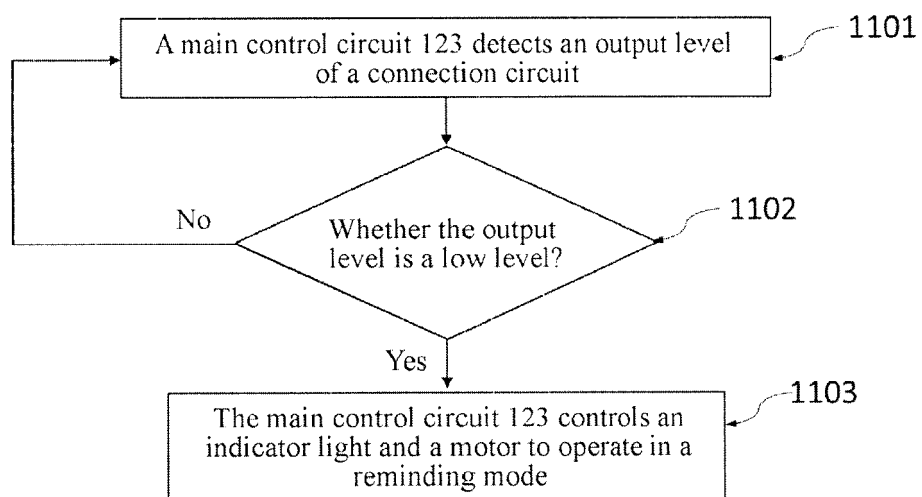 A main control circuit 123 detects an output level
of a connection circuit
1101
Whether the output
level is a low level?
1102
No
Yes
The main control circuit 123 controls an
indicator light and a motor to operate in a
reminding mode
1103